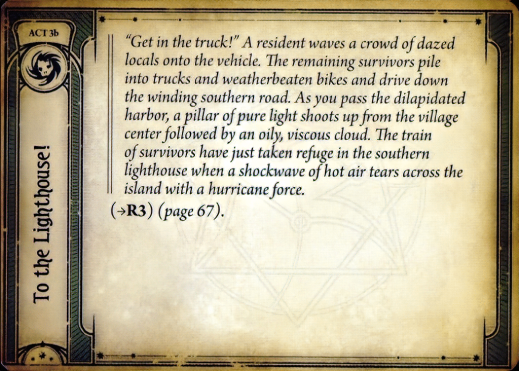 ACT 3b
To the Lighthouse!
“Get in the truck!” A resident waves a crowd of dazed
locals onto the vehicle. The remaining survivors pile
into trucks and weatherbeaten bikes and drive down
the winding southern road. As you pass the dilapidated
harbor, a pillar of pure light shoots up from the village
center followed by an oily, viscous cloud. The train
of survivors have just taken refuge in the southern
lighthouse when a shockwave of hot air tears across the
island with a hurricane force.
(→R3) (page 67).